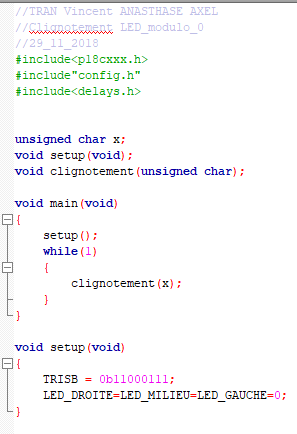 //TRAN Vincent ANASTHASE AXEL
//Clignotement LED_modulo_0
//29_11_2018
#include<p18cxxx.h>
#include"config.h"
#include<delays.h>
unsigned char x;
void setup(void);
void clignotement(unsigned char);
void main(void)
{
setup();
while(1)
{
clignotement(x);
}
}
void setup(void)
{
TRISB = 0b11000111;
LED_DROITE=LED_MILIEU=LED_GAUCHE=0;
}